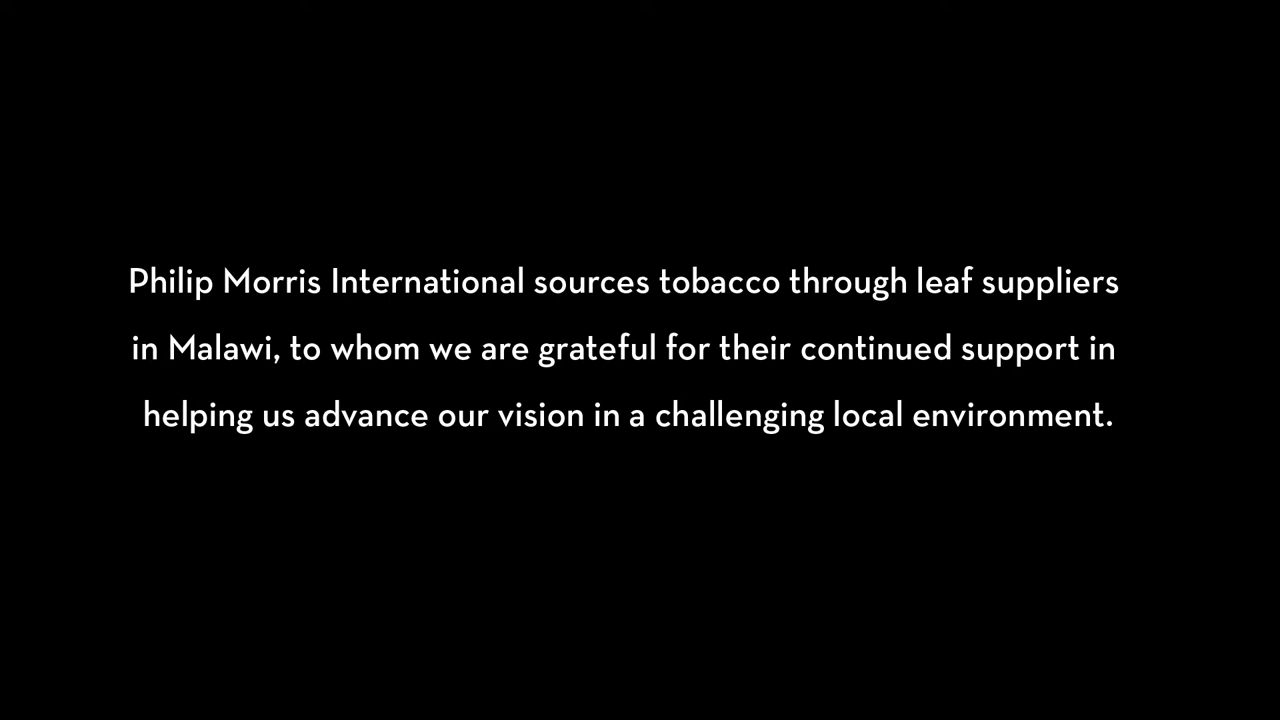 Philip Morris International sources tobacco through leaf suppliers
in Malawi, to whom we are grateful for their continued support in
helping us advance our vision in a challenging local environment.